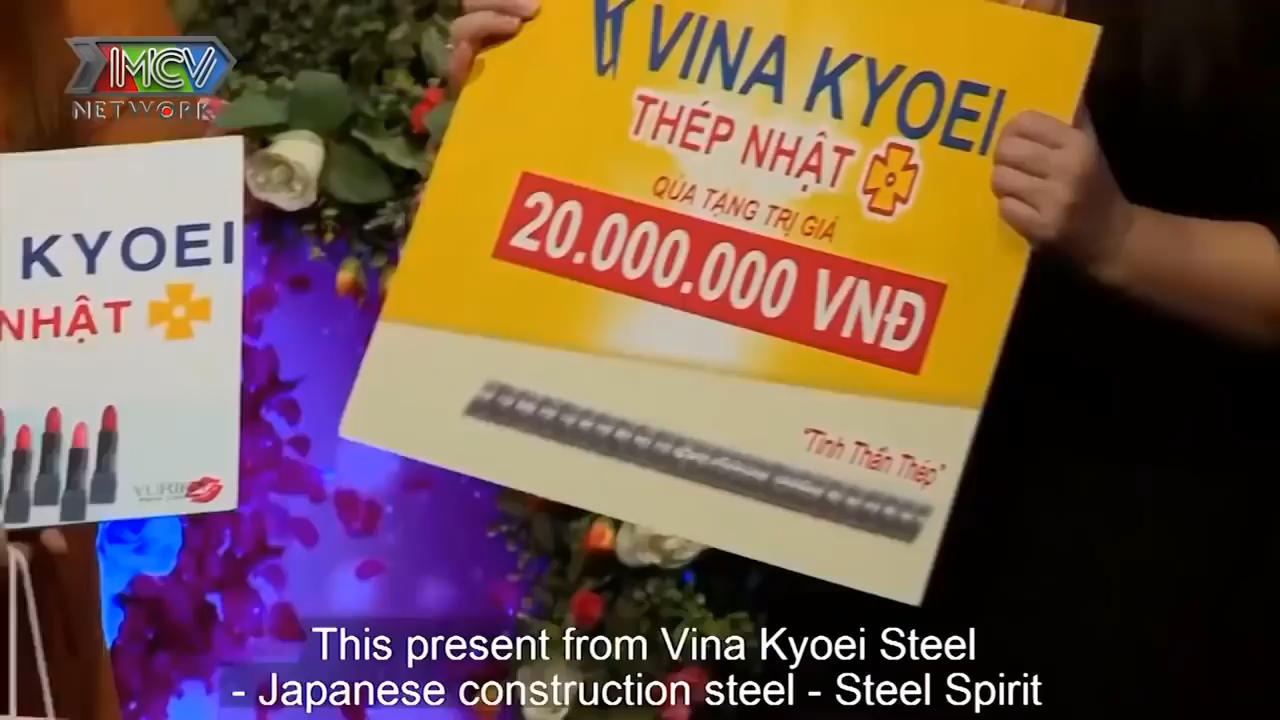 MCV
NETWORK
KYOEI
NHẬT
VINA KYOEI
THÉP NHẬT
QÙA TẶNG TRỊ GIÁ
20.000.000 VNĐ
"Tinh Thần Thép"
This present from Vina Kyoei Steel
- Japanese construction steel - Steel Spirit